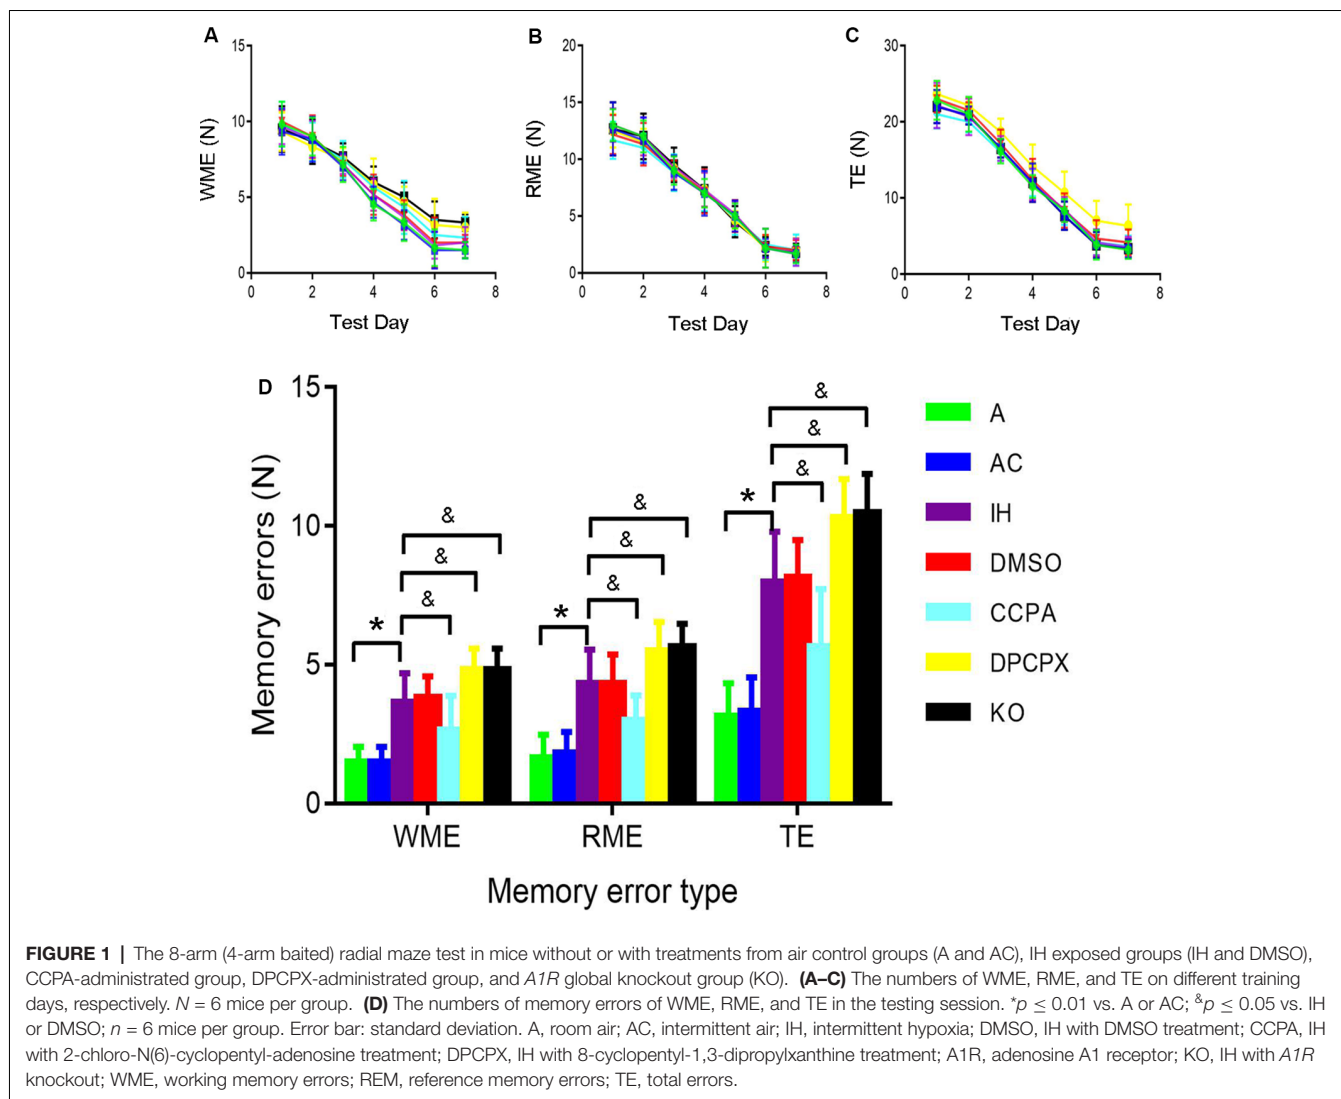 A
B
C
15
10
5
0
WME (N)
0
2
4
6
8
Test Day
20
15
10
5
0
RME (N)
0
2
4
6
8
Test Day
30
20
10
0
TE (N)
0
2
4
6
8
Test Day
D
15
10
5
0
Memory errors (N)
* & & &
* & & &
* & & &
WME
RME
TE
Memory error type
A
AC
IH
DMSO
CCPA
DPCPX
KO
FIGURE 1 | The 8-arm (4-arm baited) radial maze test in mice without or with treatments from air control groups (A and AC), IH exposed groups (IH and DMSO),
CCPA-administrated group, DPCPX-administrated group, and A1R global knockout group (KO). (A–C) The numbers of WME, RME, and TE on different training
days, respectively. N = 6 mice per group. (D) The numbers of memory errors of WME, RME, and TE in the testing session. *p ≤ 0.01 vs. A or AC; &p ≤ 0.05 vs. IH
or DMSO; n = 6 mice per group. Error bar: standard deviation. A, room air; AC, intermittent air; IH, intermittent hypoxia; DMSO, IH with DMSO treatment; CCPA, IH
with 2-chloro-N(6)-cyclopentyl-adenosine treatment; DPCPX, IH with 8-cyclopentyl-1,3-dipropylxanthine treatment; A1R, adenosine A1 receptor; KO, IH with A1R
knockout; WME, working memory errors; REM, reference memory errors; TE, total errors.